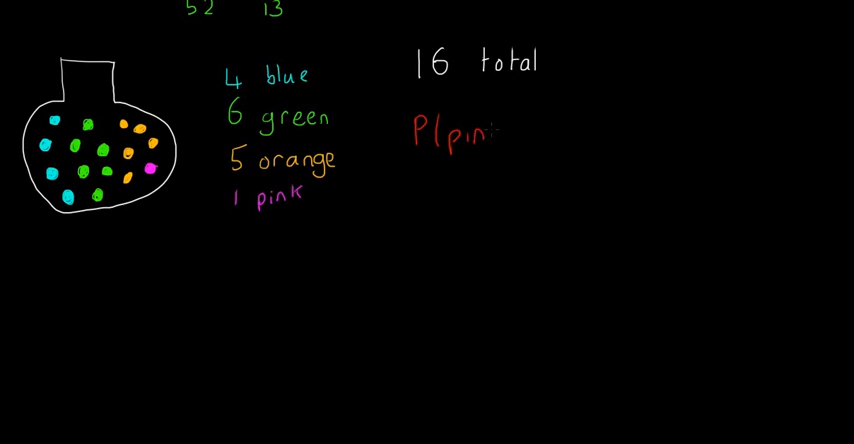 52 13
4 blue
6 green
5 orange
1 pink
16 total
P(pin